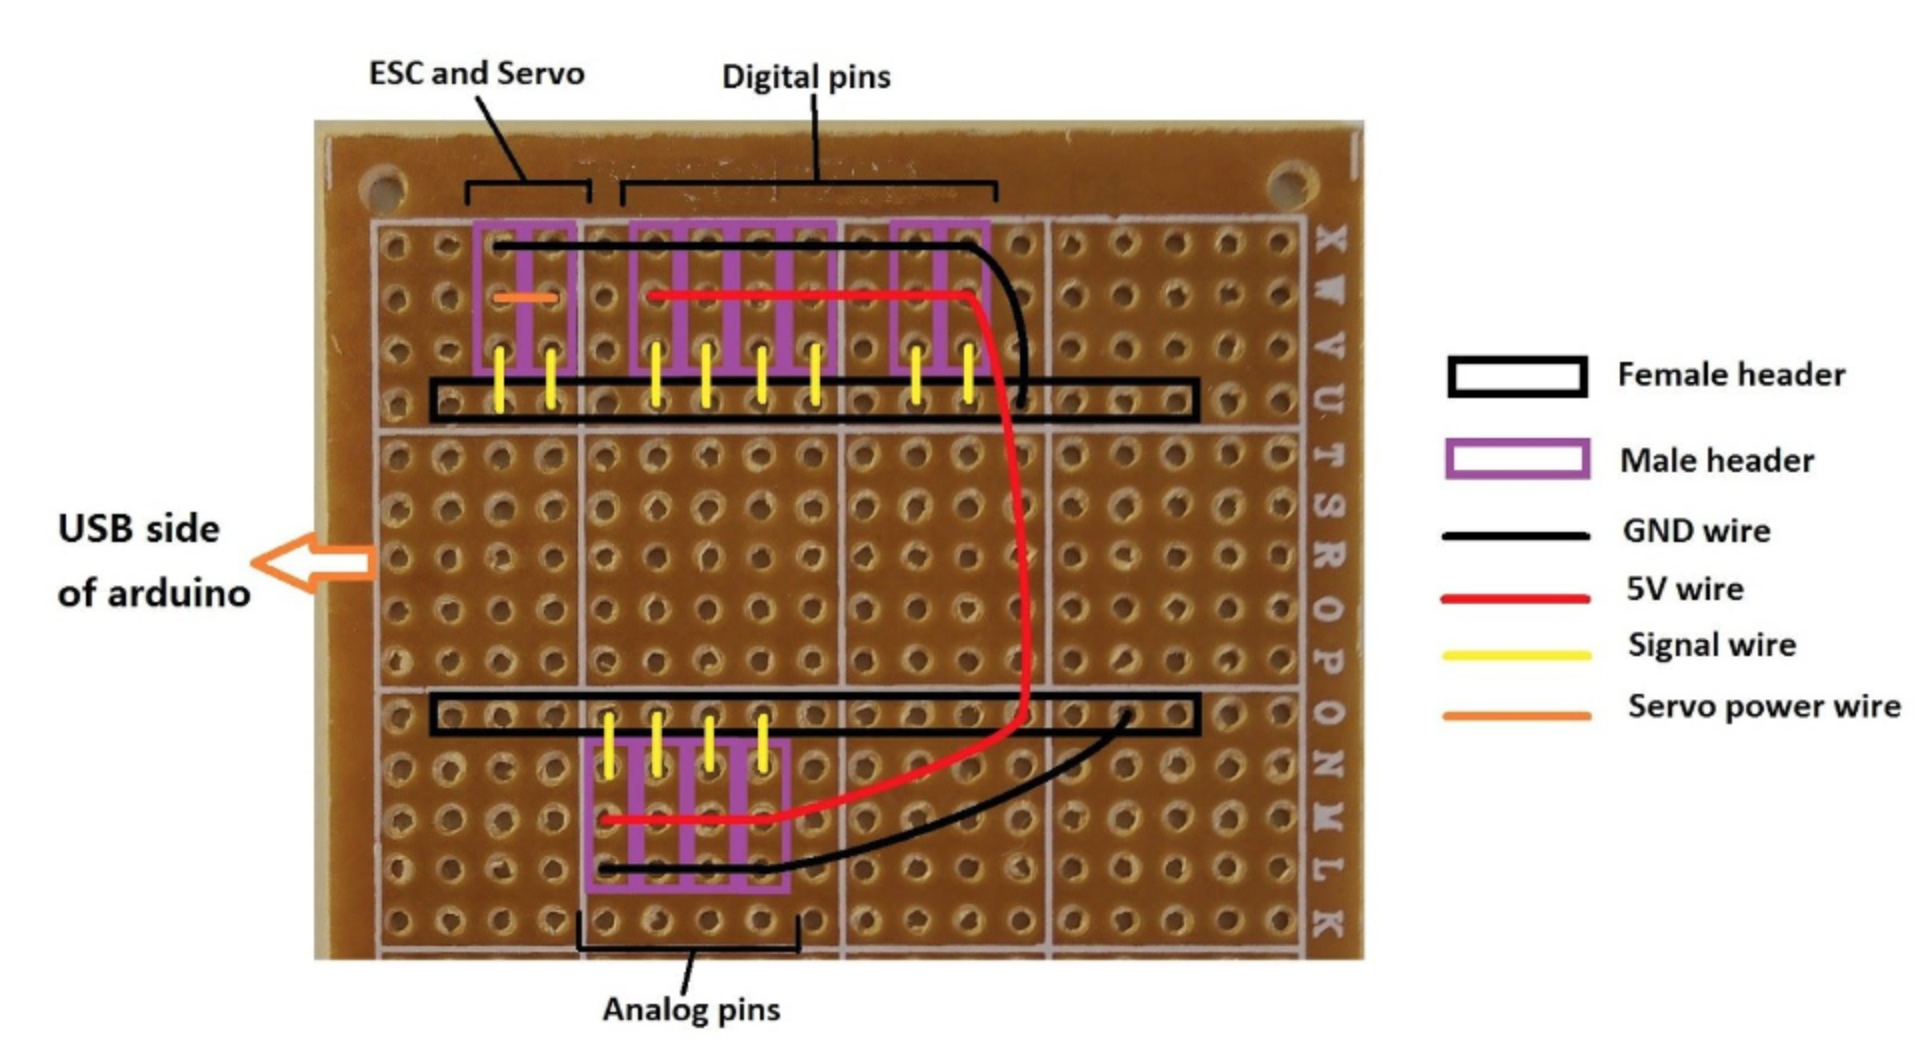 ESC and Servo
Digital pins
X
W
V
U
T
S
R
Q
P
O
N
M
L
K
USB side
of arduino
Female header
Male header
GND wire
5V wire
Signal wire
Servo power wire
Analog pins